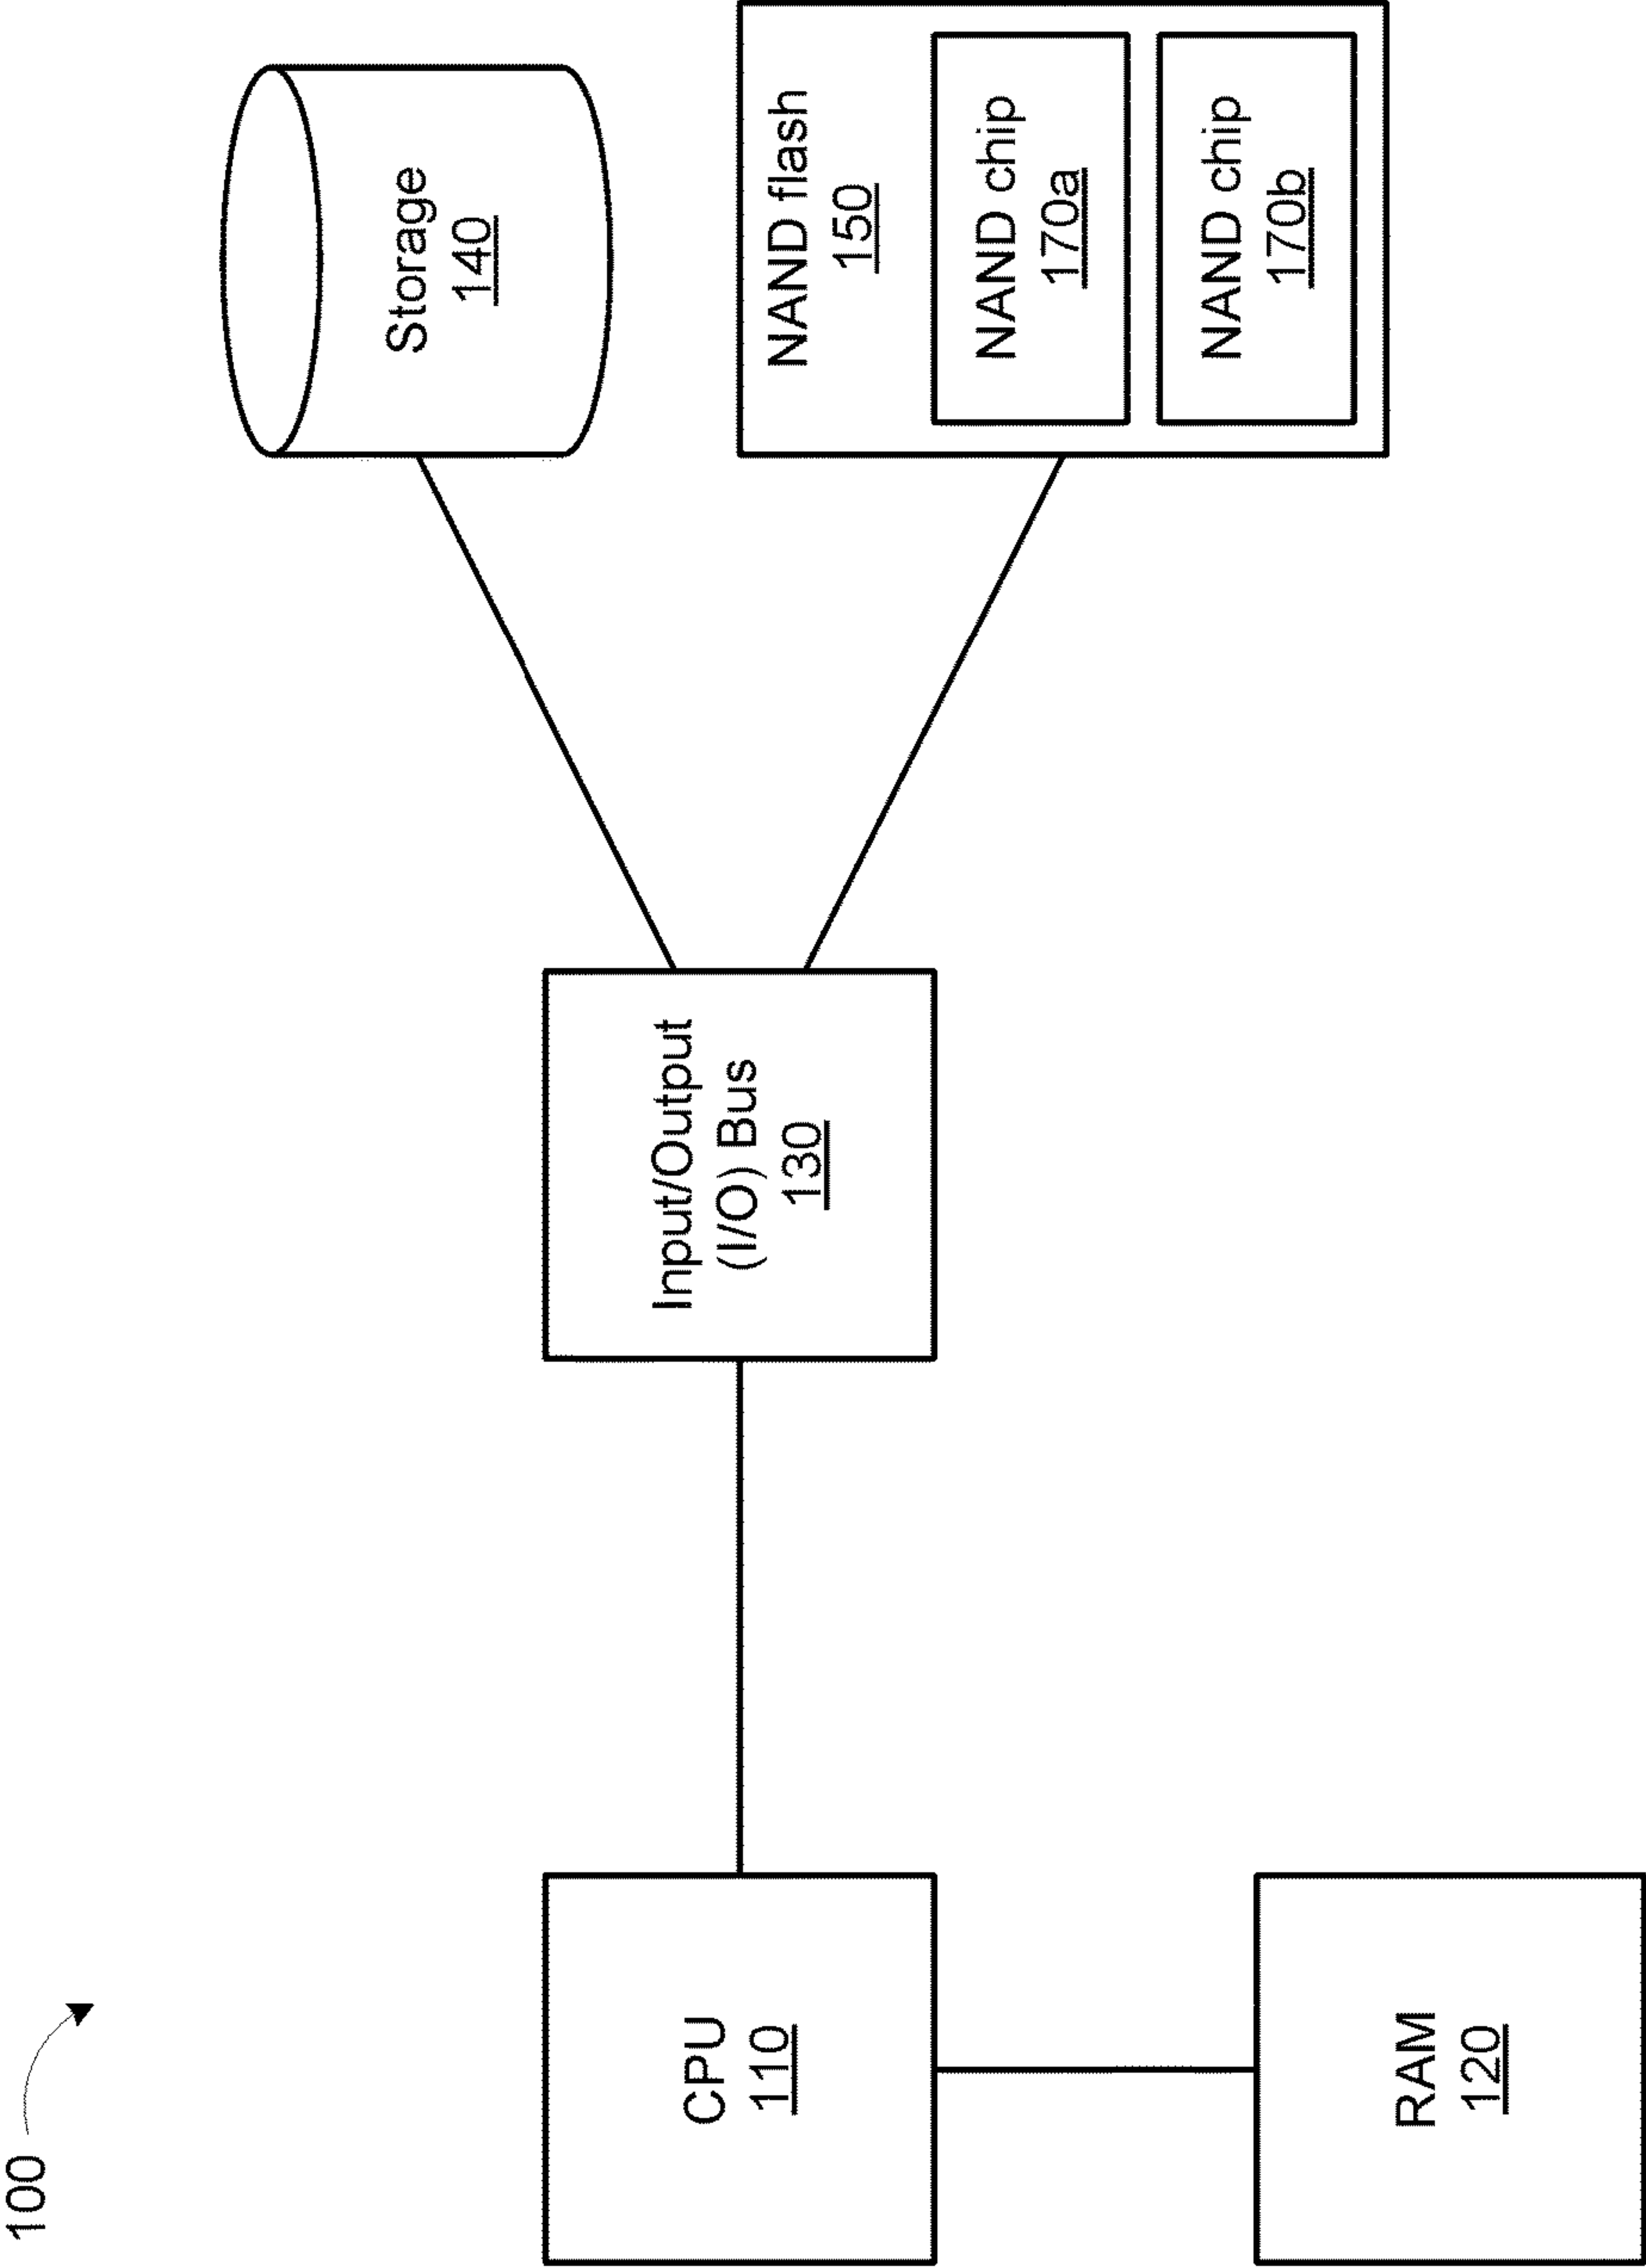 100
CPU
110
RAM
120
Input/Output
(I/O) Bus
130
Storage
140
NAND flash
150
NAND chip
170a
NAND chip
170b